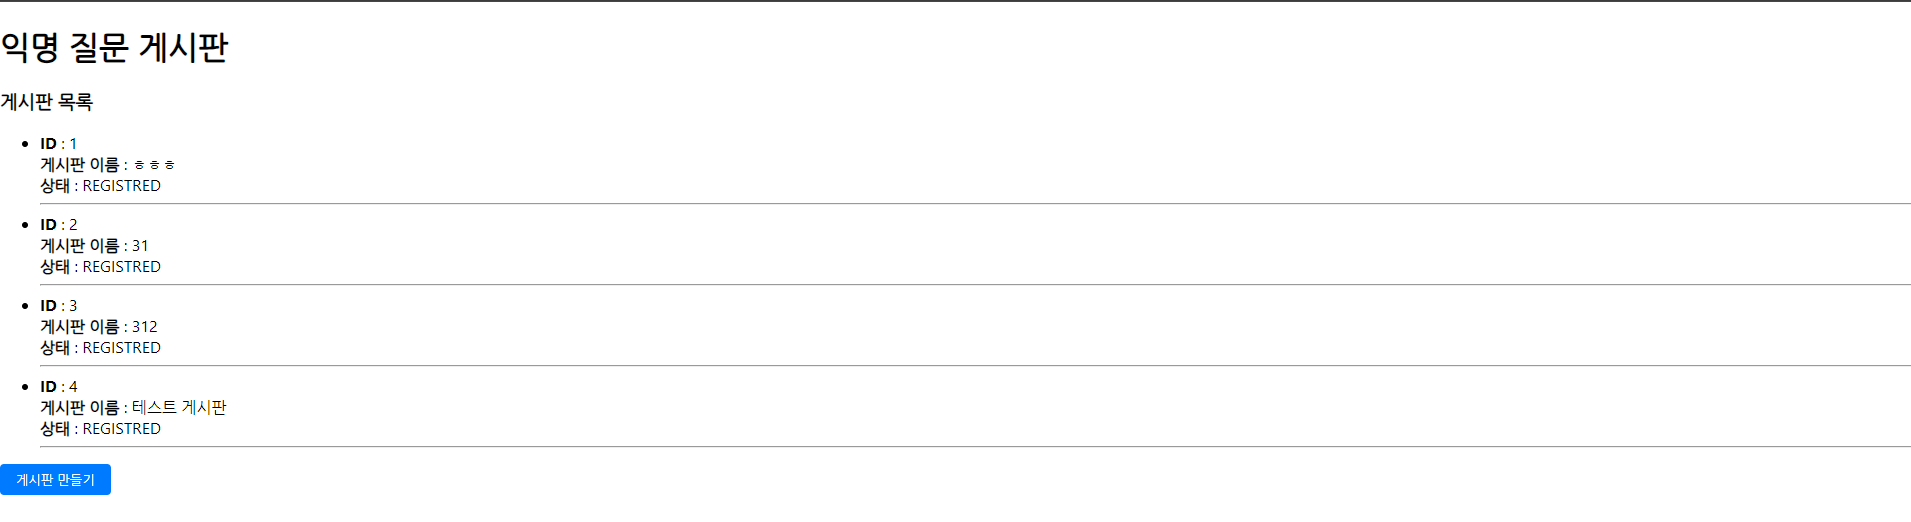 익명 질문 게시판
게시판 목록
ID : 1
게시판 이름 : ㅎㅎㅎ
상태 : REGISTRED
ID : 2
게시판 이름 : 31
상태 : REGISTRED
ID : 3
게시판 이름 : 312
상태 : REGISTRED
ID : 4
게시판 이름 : 테스트 게시판
상태 : REGISTRED
게시판 만들기